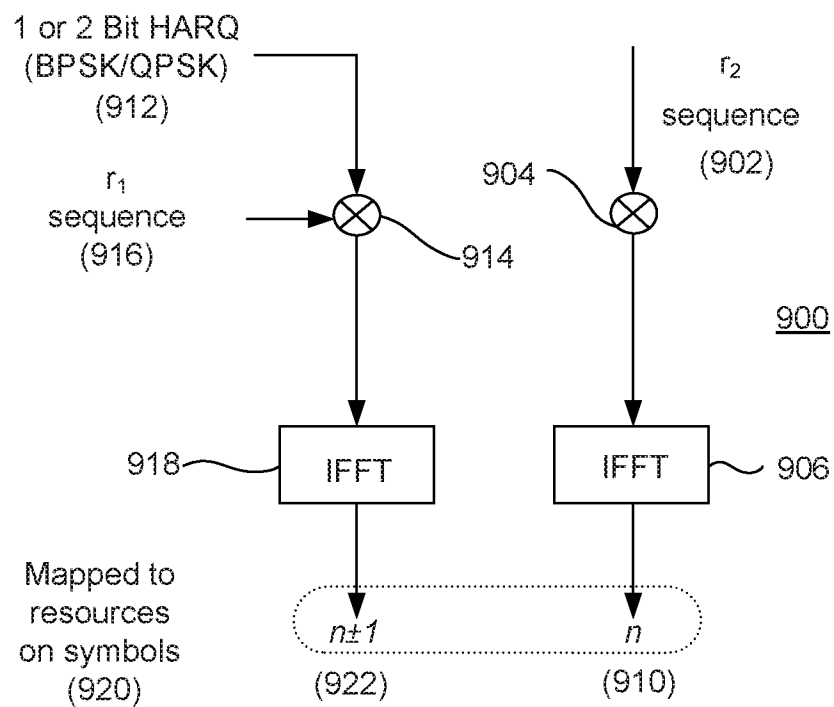 1 or 2 Bit HARQ
(BPSK/QPSK)
(912)
r₂
sequence
(902)
904
r₁
sequence
(916)
914
900
918
IFFT
IFFT
906
Mapped to
resources
on symbols
(920)
n±1
n
(922)
(910)